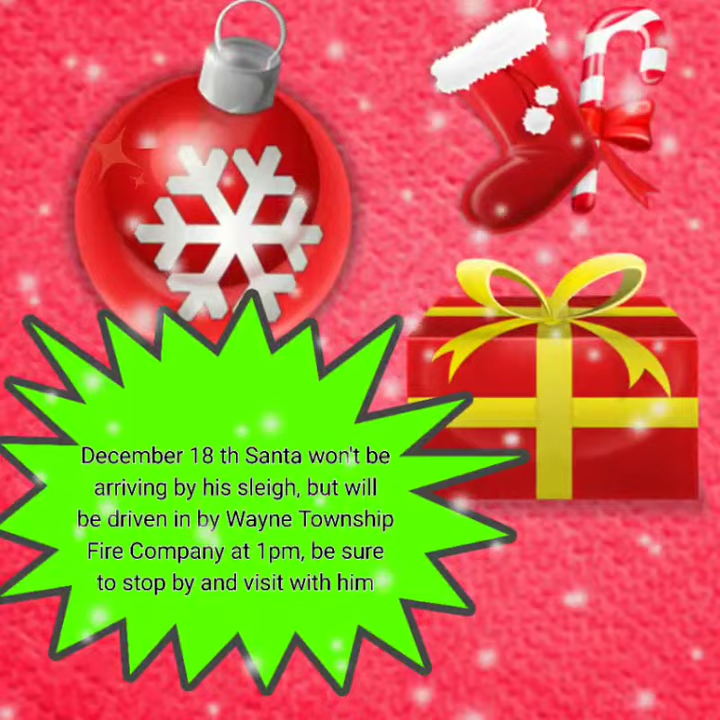 December 18 th Santa won't be
arriving by his sleigh, but will
be driven in by Wayne Township
Fire Company at 1pm, be sure
to stop by and visit with him